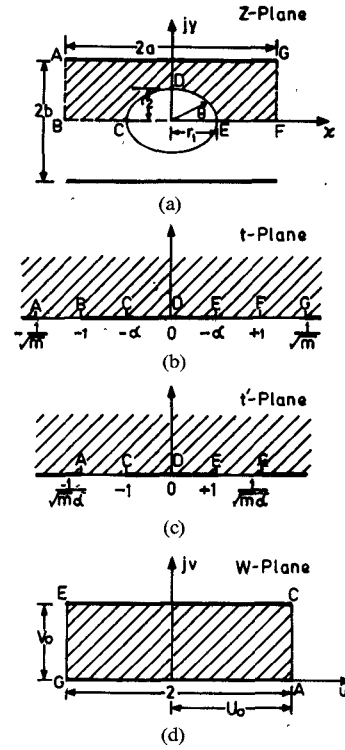 jy
Z-Plane
A
2a
G
D
r₂
2b
θ
B
C
r₁
E
F
x
(a)
t-Plane
A B C D E F G
-1/√m -1 -α 0 -α +1 1/√m
(b)
t'-Plane
A C D E
-1/√mα -1 0 +1 1/√mα
(c)
jv
W-Plane
E
C
V₀
G
2
A
U
U₀
(d)